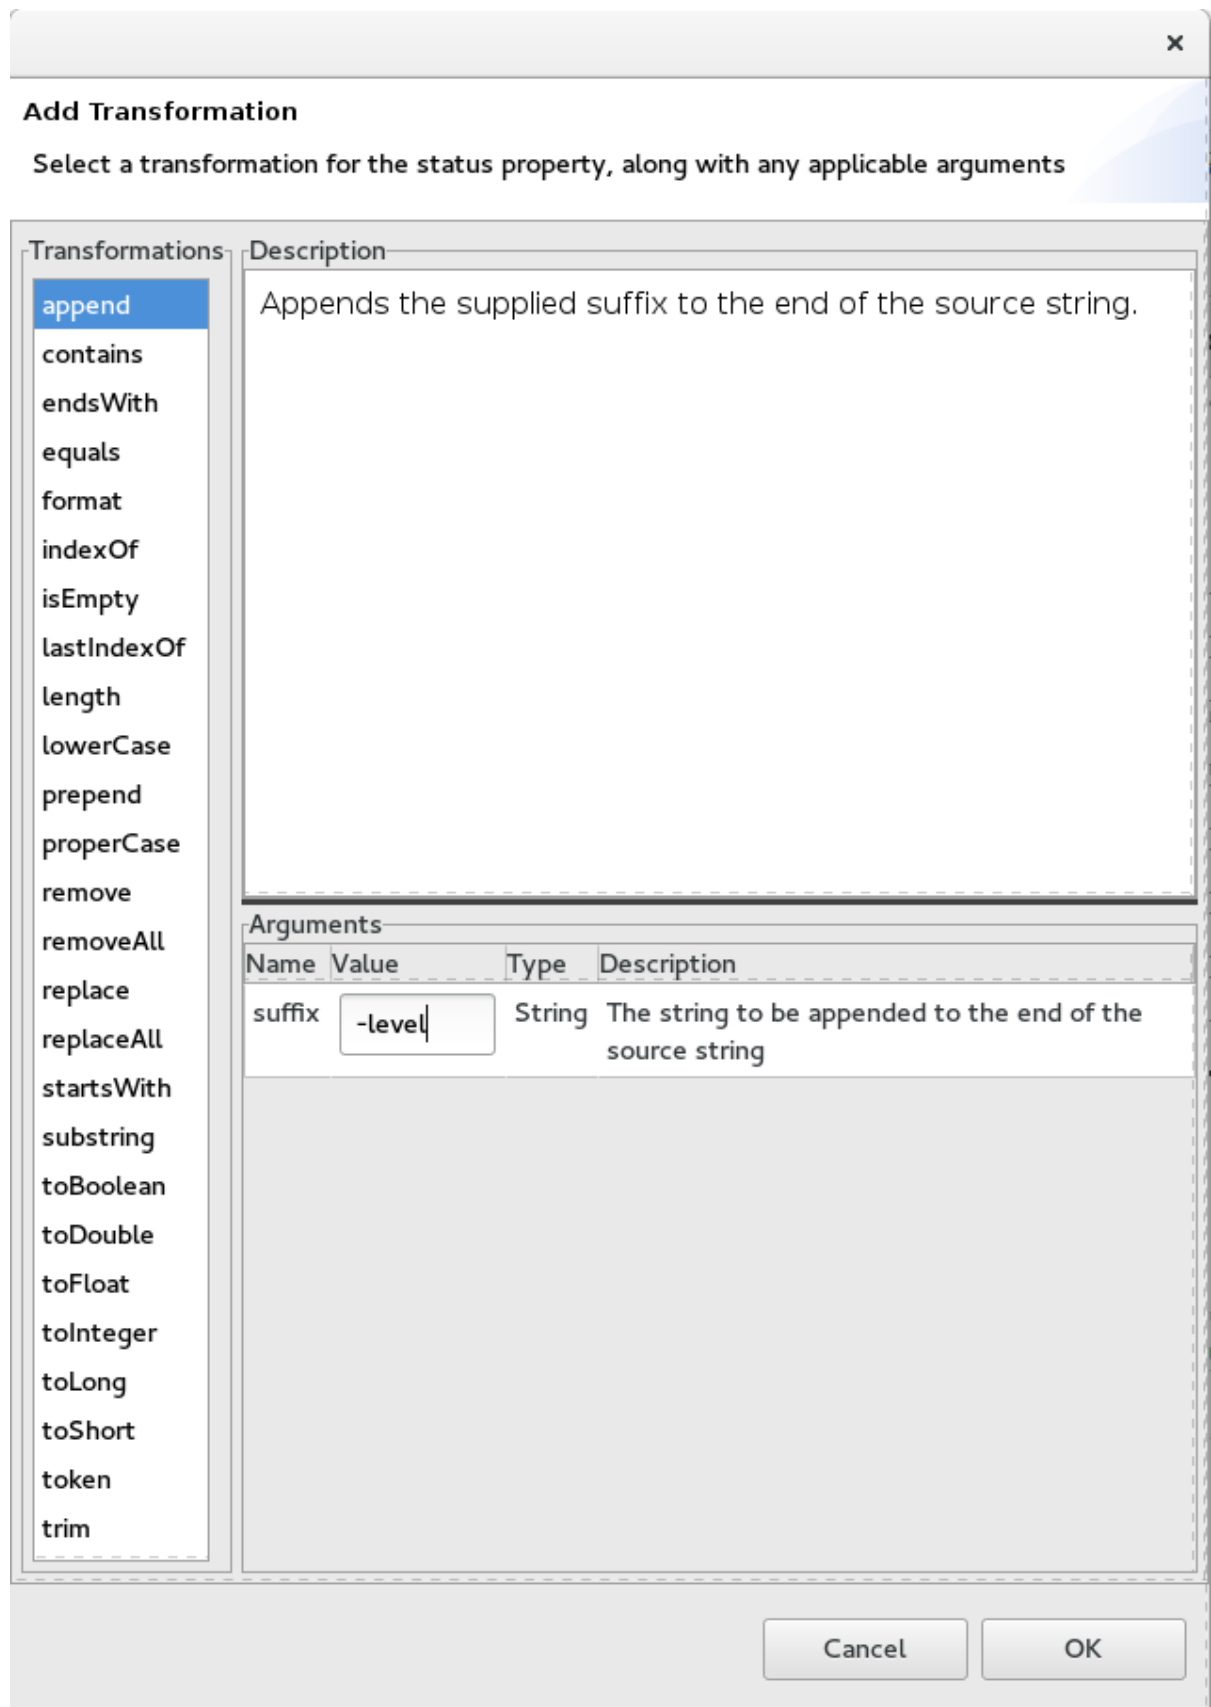 ×
Add Transformation
Select a transformation for the status property, along with any applicable arguments
Transformations
append
contains
endsWith
equals
format
indexOf
isEmpty
lastIndexOf
length
lowerCase
prepend
properCase
remove
removeAll
replace
replaceAll
startsWith
substring
toBoolean
toDouble
toFloat
toInteger
toLong
toShort
token
trim
Description
Appends the supplied suffix to the end of the source string.
Arguments
Name Value Type Description
suffix -level String The string to be appended to the end of the
source string
Cancel OK